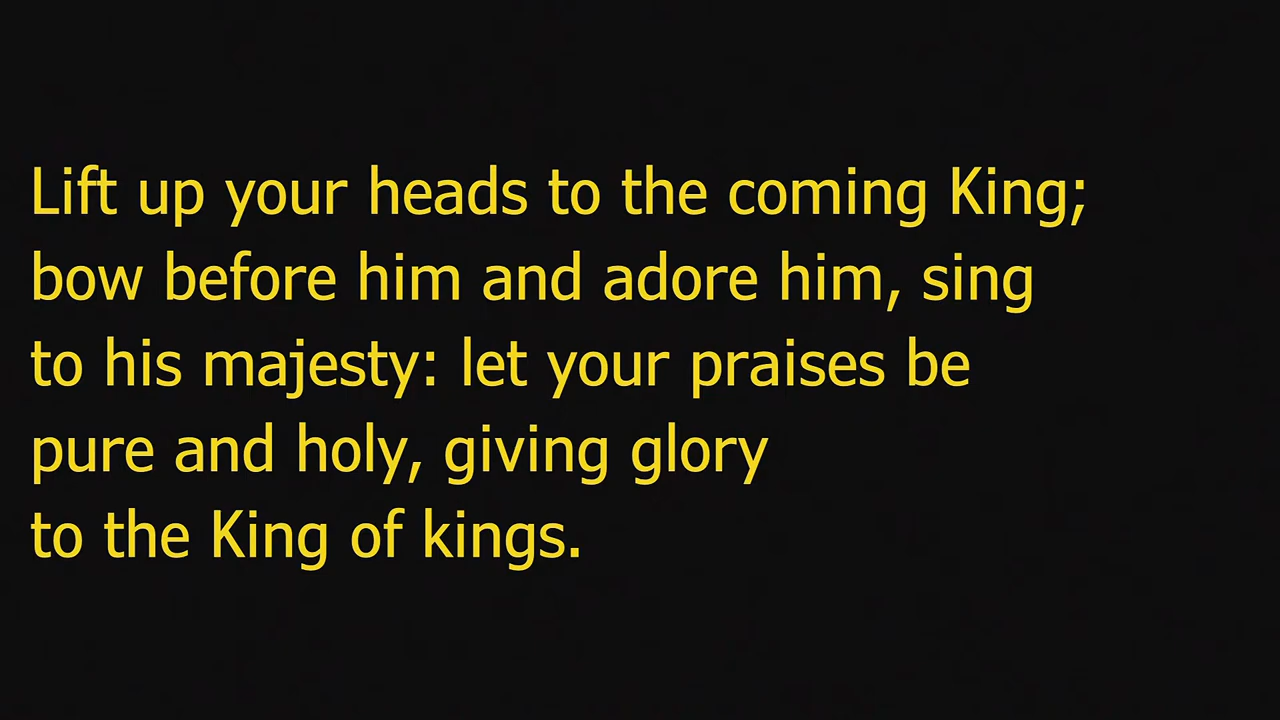 Lift up your heads to the coming King;
bow before him and adore him, sing
to his majesty: let your praises be
pure and holy, giving glory
to the King of kings.